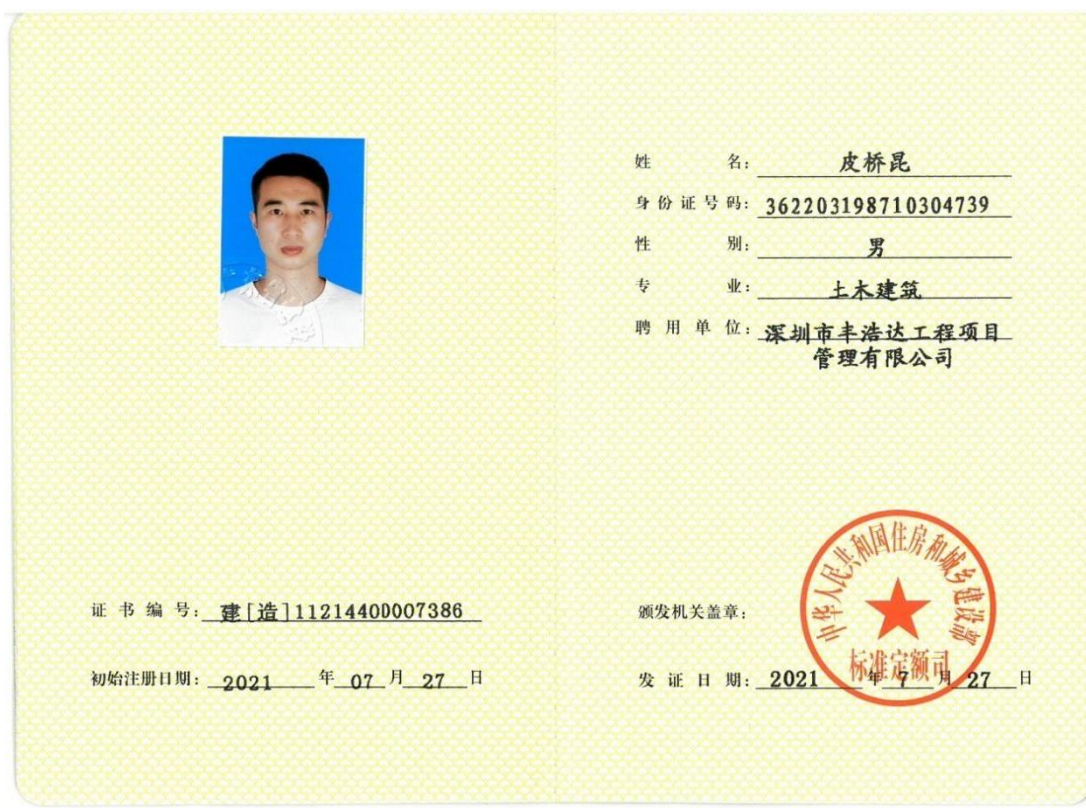 姓 名: 皮桥昆
身份证号码: 362203198710304739
性 别: 男
专 业: 土木建筑
聘用单位: 深圳市丰浩达工程项目
管理有限公司
证书编号: 建[造]11214400007386
初始注册日期: 2021 年 07 月 27 日
颁发机关盖章:
中华人民共和国住房和城乡建设部
标准定额司
发证日期: 2021 年 7 月 27 日